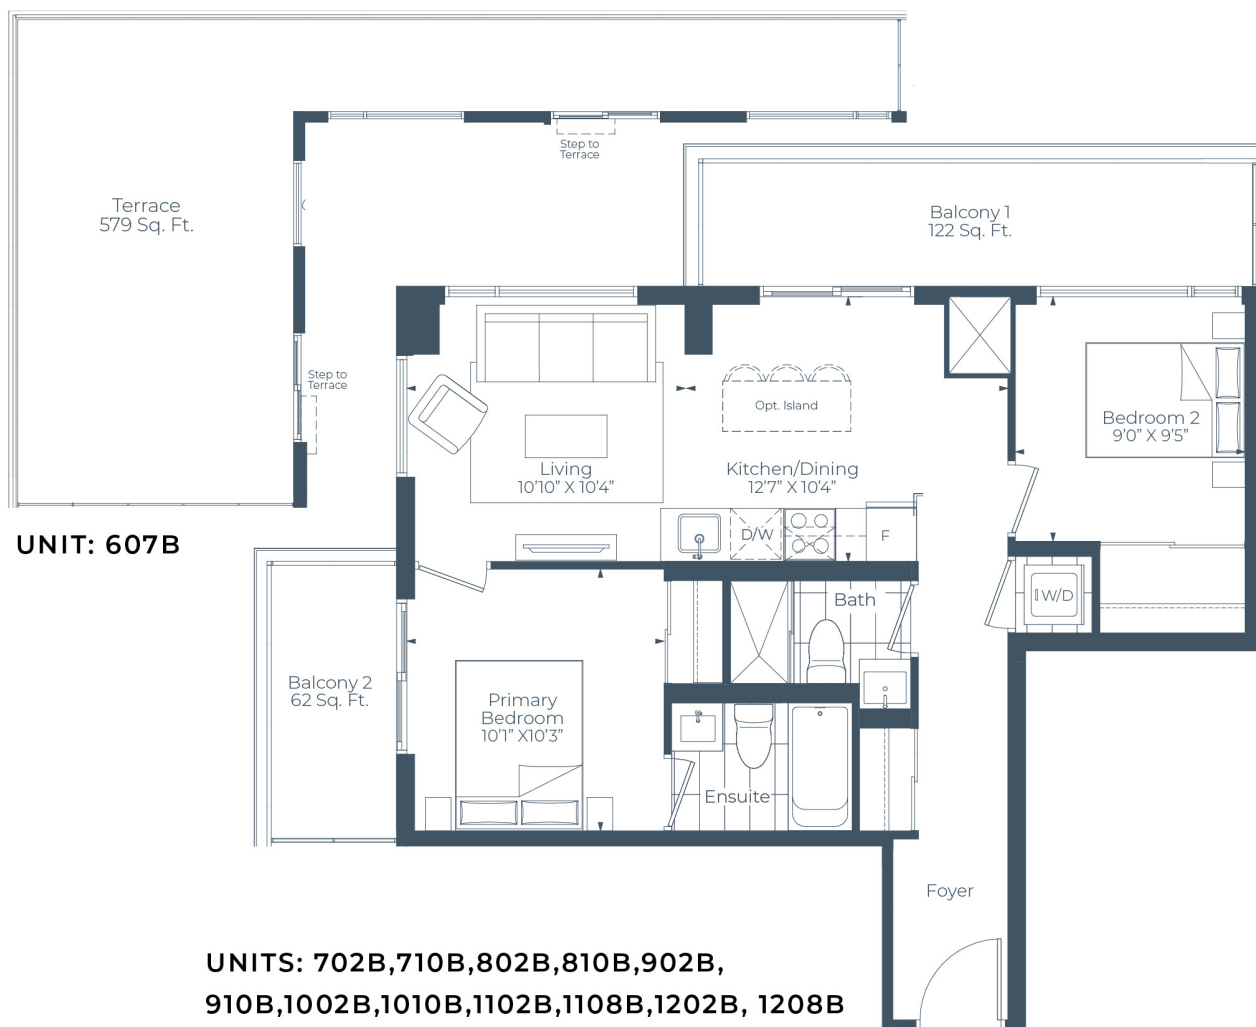 Step to
Terrace
Terrace
579 Sq. Ft.
Balcony 1
122 Sq. Ft.
Step to
Terrace
Opt. Island
Bedroom 2
9'0" X 9'5"
Living
10'10" X 10'4"
Kitchen/Dining
12'7" X 10'4"
D/W
F
UNIT: 607B
W/D
Bath
Balcony 2
62 Sq. Ft.
Primary
Bedroom
10'1" X10'3"
Ensuite
Foyer
UNITS: 702B,710B,802B,810B,902B,
910B,1002B,1010B,1102B,1108B,1202B, 1208B